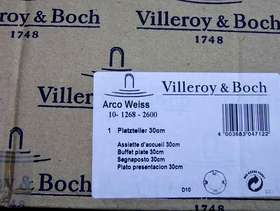 Villeroy & Boch
1748
Villeroy & Boch
1748
Villeroy & Boch
Villeroy & Boch
Arco Weiss
10- 1268 - 2600
1 Platzteller 30cm
Assiette d'accueil 30cm
Buffet plate 30cm
Segnaposto 30cm
Plato presentacion 30cm
D10
4 003683 047122